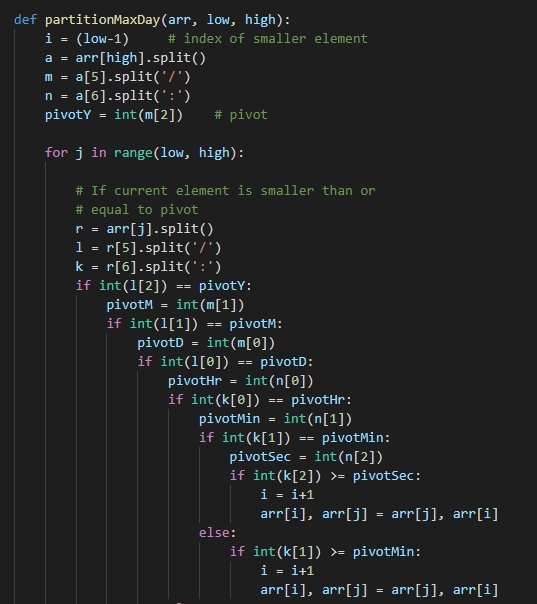 def partitionMaxDay(arr, low, high):
    i = (low-1)     # index of smaller element
    a = arr[high].split()
    m = a[5].split('/')
    n = a[6].split(':')
    pivotY = int(m[2])    # pivot

    for j in range(low, high):

        # If current element is smaller than or
        # equal to pivot
        r = arr[j].split()
        l = r[5].split('/')
        k = r[6].split(':')
        if int(l[2]) == pivotY:
            pivotM = int(m[1])
            if int(l[1]) == pivotM:
                pivotD = int(m[0])
                if int(l[0]) == pivotD:
                    pivotHr = int(n[0])
                    if int(k[0]) == pivotHr:
                        pivotMin = int(n[1])
                        if int(k[1]) == pivotMin:
                            pivotSec = int(n[2])
                            if int(k[2]) >= pivotSec:
                                i = i+1
                                arr[i], arr[j] = arr[j], arr[i]
                        else:
                            if int(k[1]) >= pivotMin:
                                i = i+1
                                arr[i], arr[j] = arr[j], arr[i]